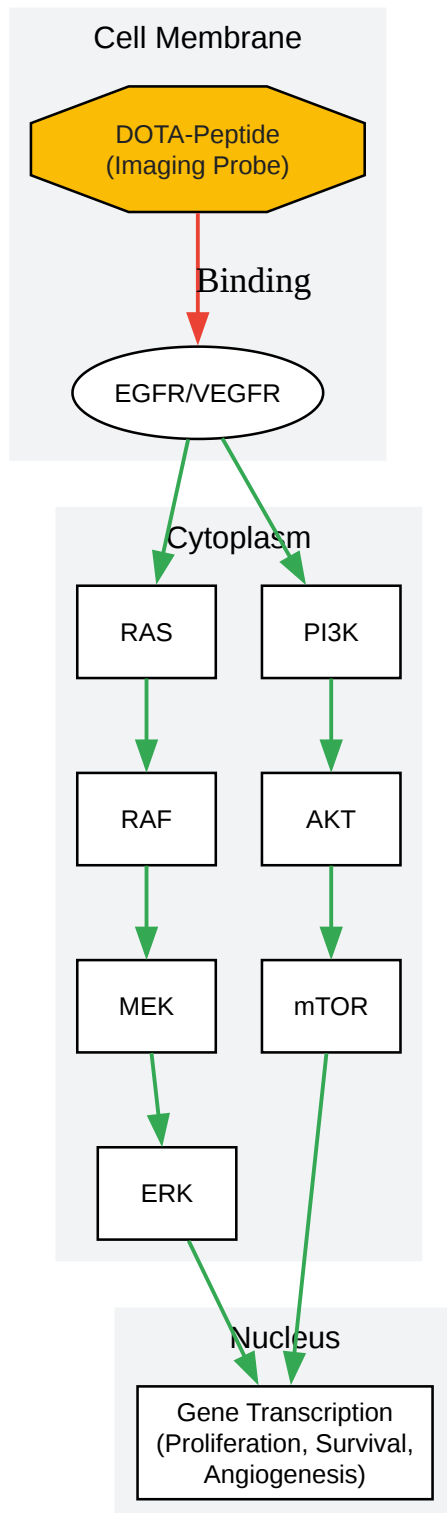 Cell Membrane
DOTA-Peptide
(Imaging Probe)
Binding
EGFR/VEGFR
Cytoplasm
RAS
PI3K
RAF
AKT
MEK
mTOR
ERK
Nucleus
Gene Transcription
(Proliferation, Survival,
Angiogenesis)